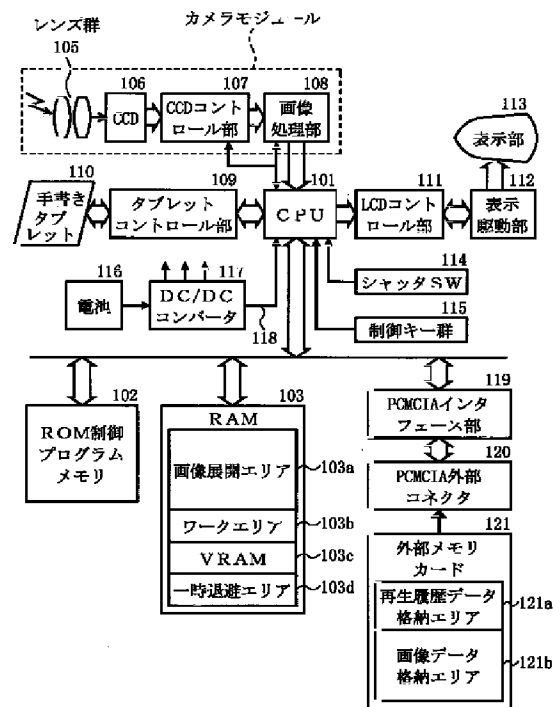 カメラモジュール
レンズ群
105
106
107
108
CCD
CCDコント
ロール部
画像
処理部
113
表示部
110
手書き
タブ
レット
109
タブレット
コントロール部
101
CPU
111
LCDコント
ロール部
112
表示
駆動部
114
シャッタSW
115
制御キー群
116
電池
117
DC/DC
コンバータ
118
102
ROM制御
プログラム
メモリ
103
RAM
画像展開エリア
103a
ワークエリア
103b
VRAM
103c
一時退避エリア
103d
119
PCMCIAインタ
フェース部
120
PCMCIA外部
コネクタ
121
外部メモリ
カード
再生履歴データ
格納エリア
121a
画像データ
格納エリア
121b